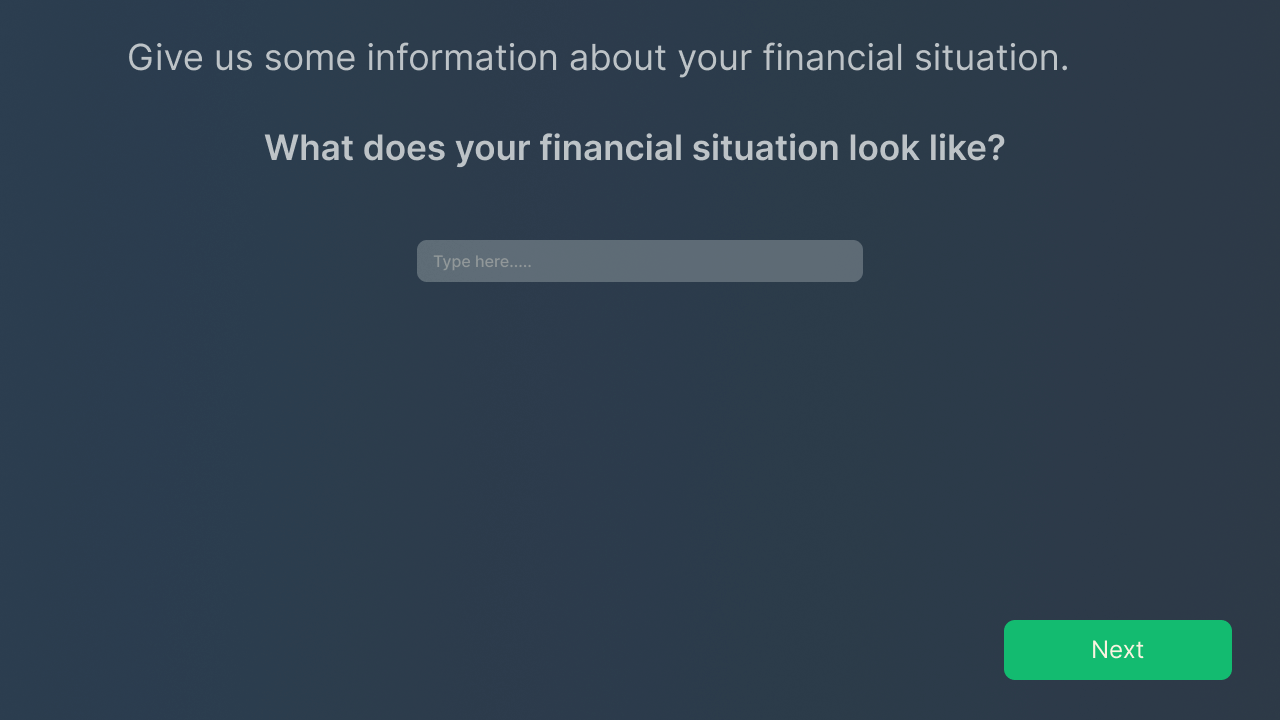 Give us some information about your financial situation.
What does your financial situation look like?
Type here.....
Next